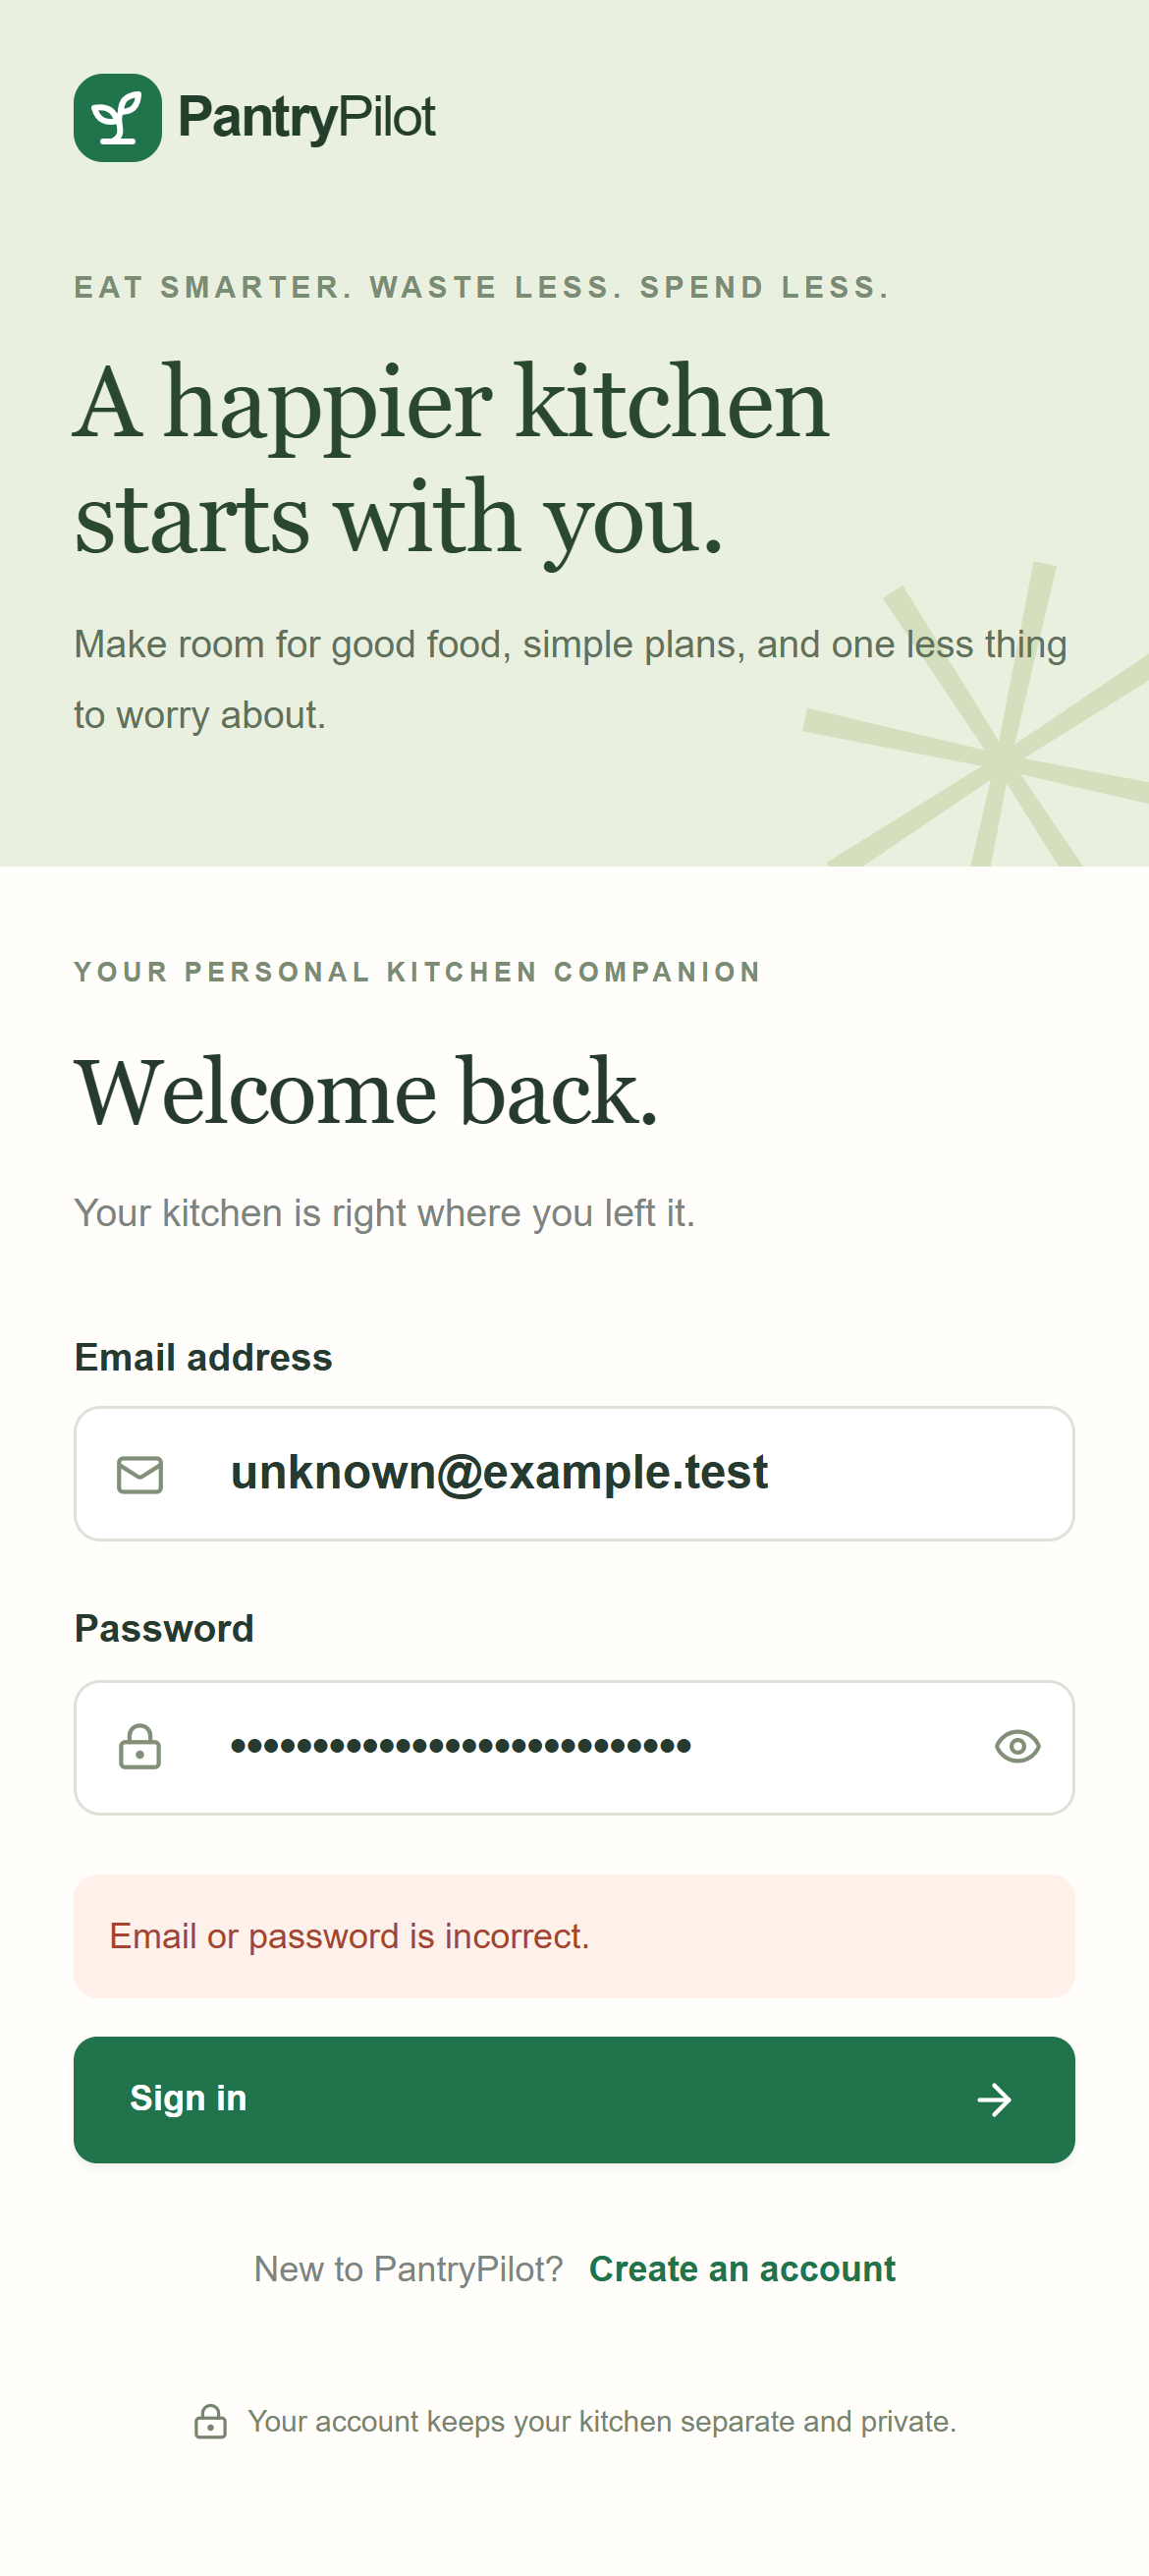 PantryPilot
EAT SMARTER. WASTE LESS. SPEND LESS.
A happier kitchen
starts with you.
Make room for good food, simple plans, and one less thing
to worry about.
YOUR PERSONAL KITCHEN COMPANION
Welcome back.
Your kitchen is right where you left it.
Email address
unknown@example.test
Password
••••••••••••••••••••••••••••
Email or password is incorrect.
Sign in
New to PantryPilot? Create an account
Your account keeps your kitchen separate and private.